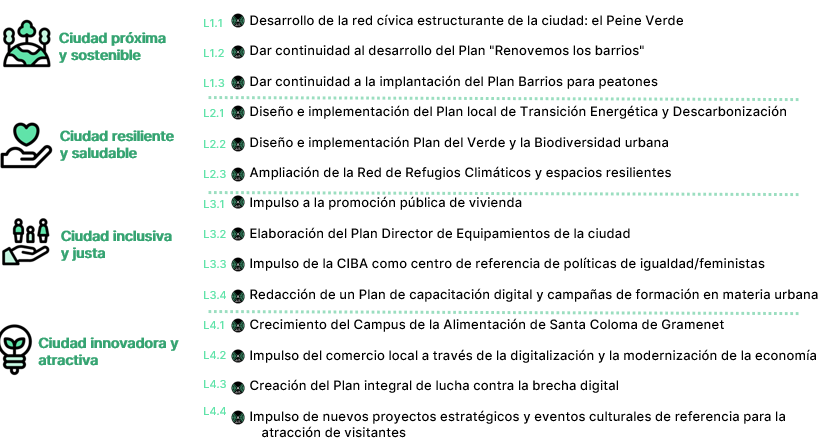 Ciudad próxima
y sostenible
L1.1 Desarrollo de la red cívica estructurante de la ciudad: el Peine Verde
L1.2 Dar continuidad al desarrollo del Plan "Renovemos los barrios"
L1.3 Dar continuidad a la implantación del Plan Barrios para peatones
Ciudad resiliente
y saludable
L2.1 Diseño e implementación del Plan local de Transición Energética y Descarbonización
L2.2 Diseño e implementación Plan del Verde y la Biodiversidad urbana
L2.3 Ampliación de la Red de Refugios Climáticos y espacios resilientes
Ciudad inclusiva
y justa
L3.1 Impulso a la promoción pública de vivienda
L3.2 Elaboración del Plan Director de Equipamientos de la ciudad
L3.3 Impulso de la CIBA como centro de referencia de políticas de igualdad/feministas
L3.4 Redacción de un Plan de capacitación digital y campañas de formación en materia urbana
Ciudad innovadora y
atractiva
L4.1 Crecimiento del Campus de la Alimentación de Santa Coloma de Gramenet
L4.2 Impulso del comercio local a través de la digitalización y la modernización de la economía
L4.3 Creación del Plan integral de lucha contra la brecha digital
L4.4 Impulso de nuevos proyectos estratégicos y eventos culturales de referencia para la
atracción de visitantes